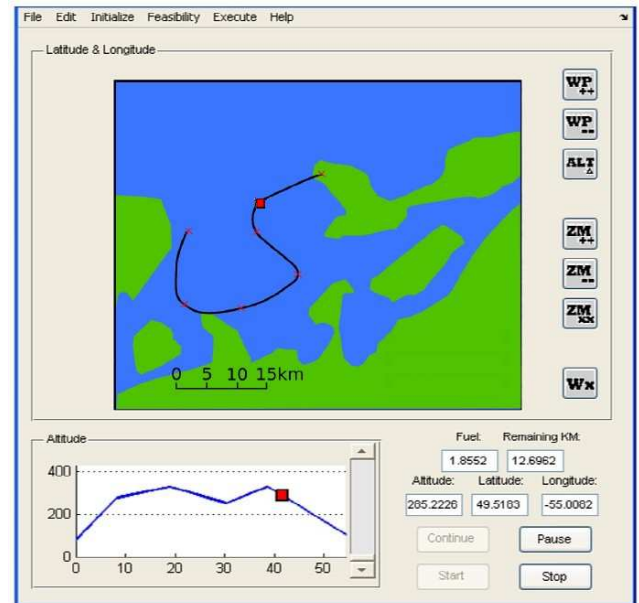 File Edit Initialize Feasibility Execute Help
Latitude & Longitude
WP
++
WP
--
ALT
ZM
++
ZM
--
ZM
xx
Wx
0 5 10 15km
Altitude
400
200
0
0 10 20 30 40 50
Fuel: Remaining KM:
1.8552 12.6962
Altitude: Latitude: Longitude:
285.2226 49.5183 -55.0082
Continue Pause
Start Stop